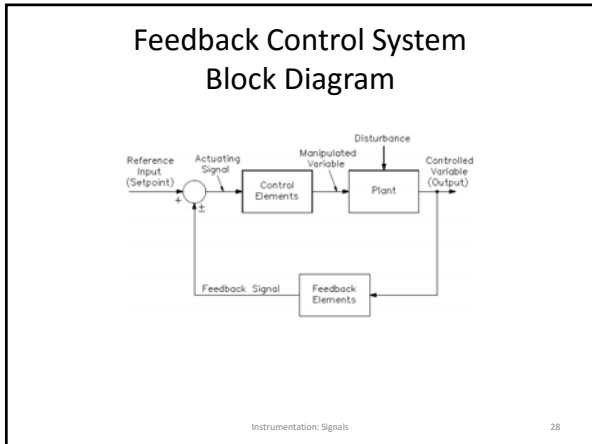 Feedback Control System
Block Diagram
Disturbance
Reference
Input
(Setpoint)
+
±
Actuating
Signal
Control
Elements
Manipulated
Variable
Plant
Controlled
Variable
(Output)
Feedback Signal
Feedback
Elements
Instrumentation: Signals
28